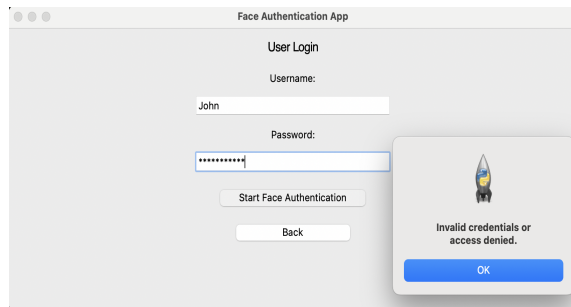 Face Authentication App
User Login
Username:
John
Password:
•••••••••••
Start Face Authentication
Back
Invalid credentials or
access denied.
OK